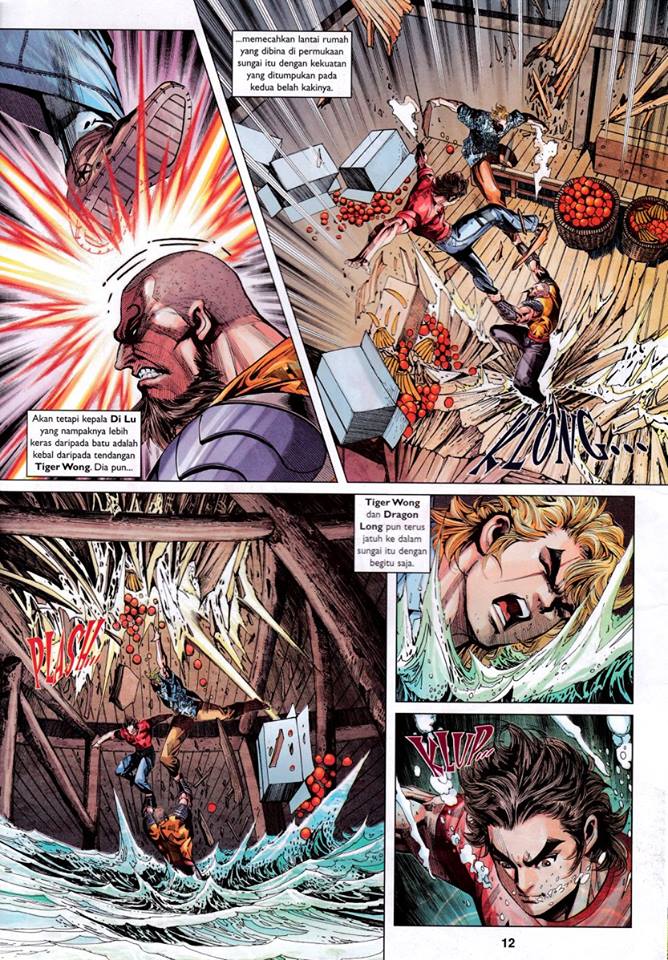 Akan tetapi kepala Di Lu
yang nampaknya lebih
keras daripada batu adalah
kebal daripada tendangan
Tiger Wong. Dia pun...
...memecahkan lantai rumah
yang dibina di permukaan
sungai itu dengan kekuatan
yang ditumpukan pada
kedua belah kakinya.
KLONG...
PLASH...
Tiger Wong
dan Dragon
Long pun terus
jatuh ke dalam
sungai itu dengan
begitu saja.
KLUP...
12